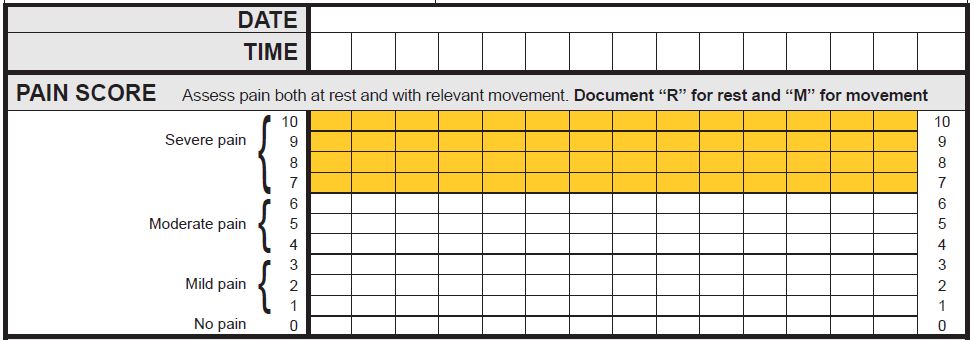 DATE
TIME
PAIN SCORE Assess pain both at rest and with relevant movement. Document “R” for rest and “M” for movement
10 10
Severe pain 9 9
8 8
7 7
6 6
Moderate pain 5 5
4 4
3 3
Mild pain 2 2
1 1
No pain 0 0